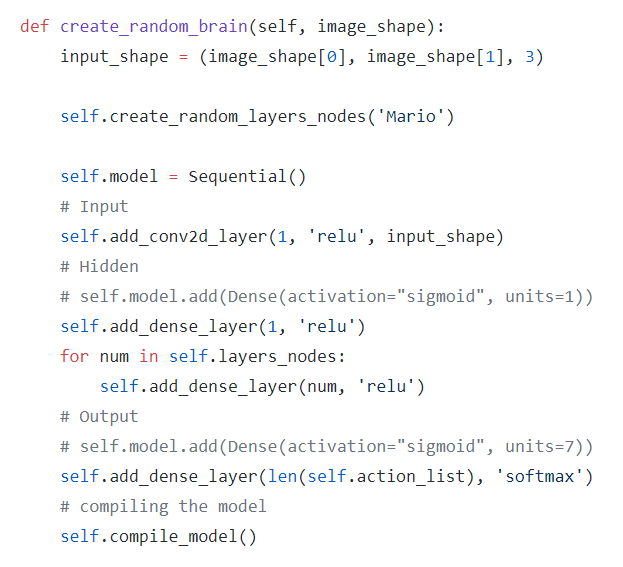 def create_random_brain(self, image_shape):
    input_shape = (image_shape[0], image_shape[1], 3)

    self.create_random_layers_nodes('Mario')

    self.model = Sequential()
    # Input
    self.add_conv2d_layer(1, 'relu', input_shape)
    # Hidden
    # self.model.add(Dense(activation="sigmoid", units=1))
    self.add_dense_layer(1, 'relu')
    for num in self.layers_nodes:
        self.add_dense_layer(num, 'relu')
    # Output
    # self.model.add(Dense(activation="sigmoid", units=7))
    self.add_dense_layer(len(self.action_list), 'softmax')
    # compiling the model
    self.compile_model()